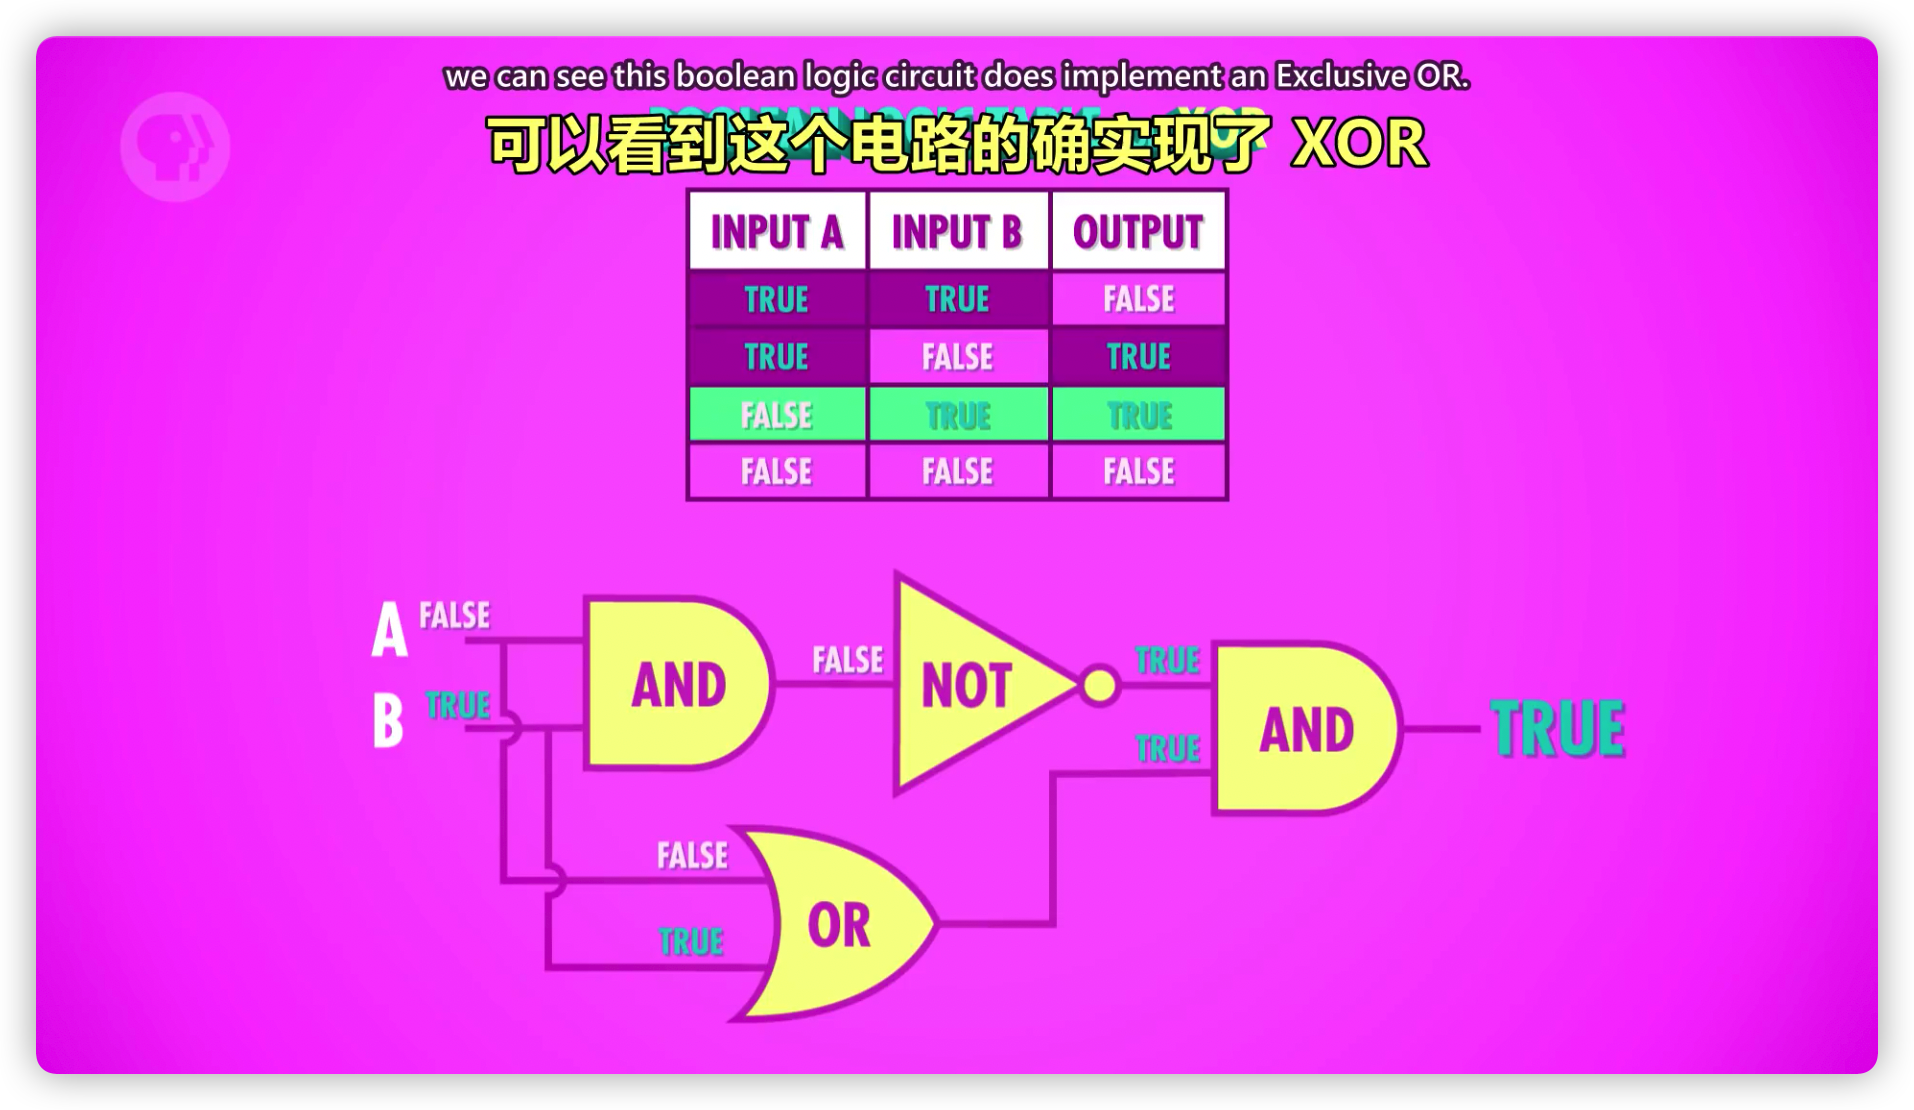 we can see this boolean logic circuit does implement an Exclusive OR.
可以看到这个电路的确实现了 XOR
INPUT A INPUT B OUTPUT
TRUE TRUE FALSE
TRUE FALSE TRUE
FALSE TRUE TRUE
FALSE FALSE FALSE
A FALSE
B TRUE
AND
FALSE
NOT
TRUE
TRUE
AND
TRUE
FALSE
TRUE
OR